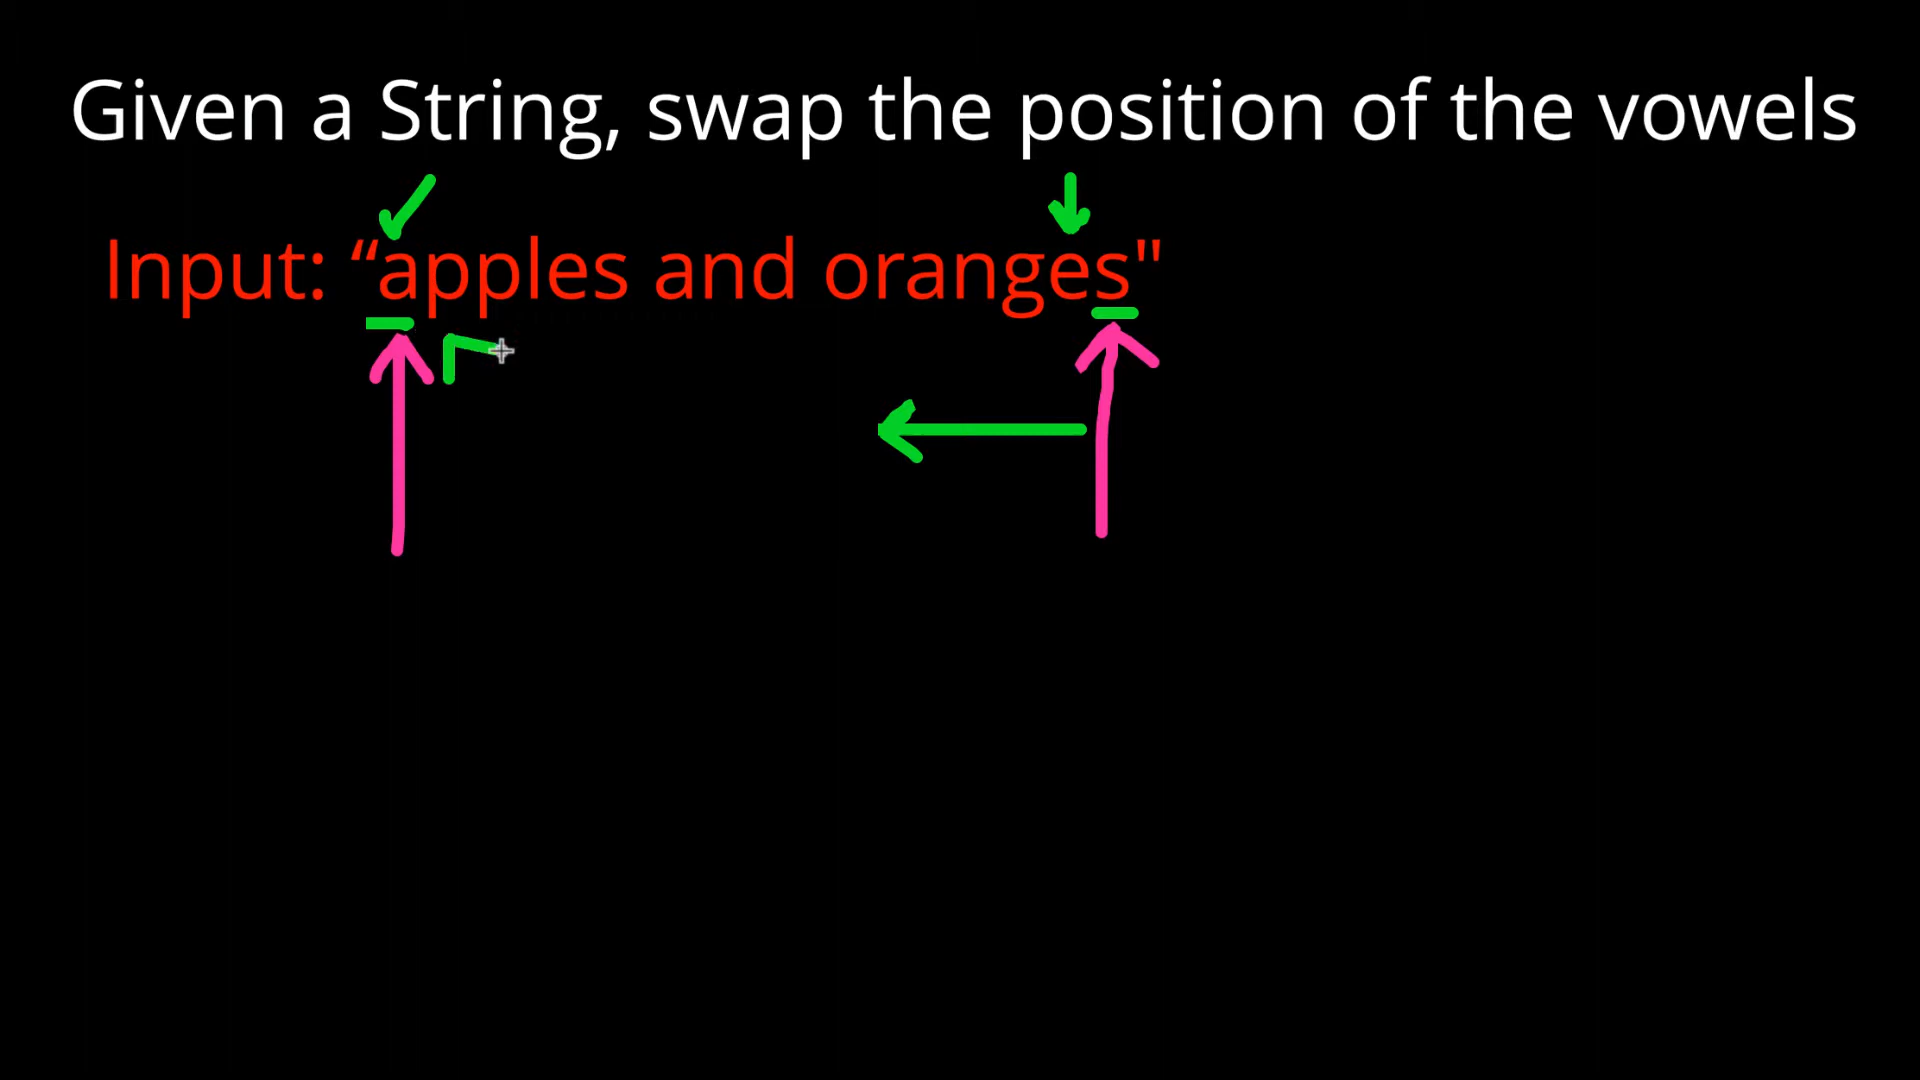 Given a String, swap the position of the vowels
Input: “apples and oranges"